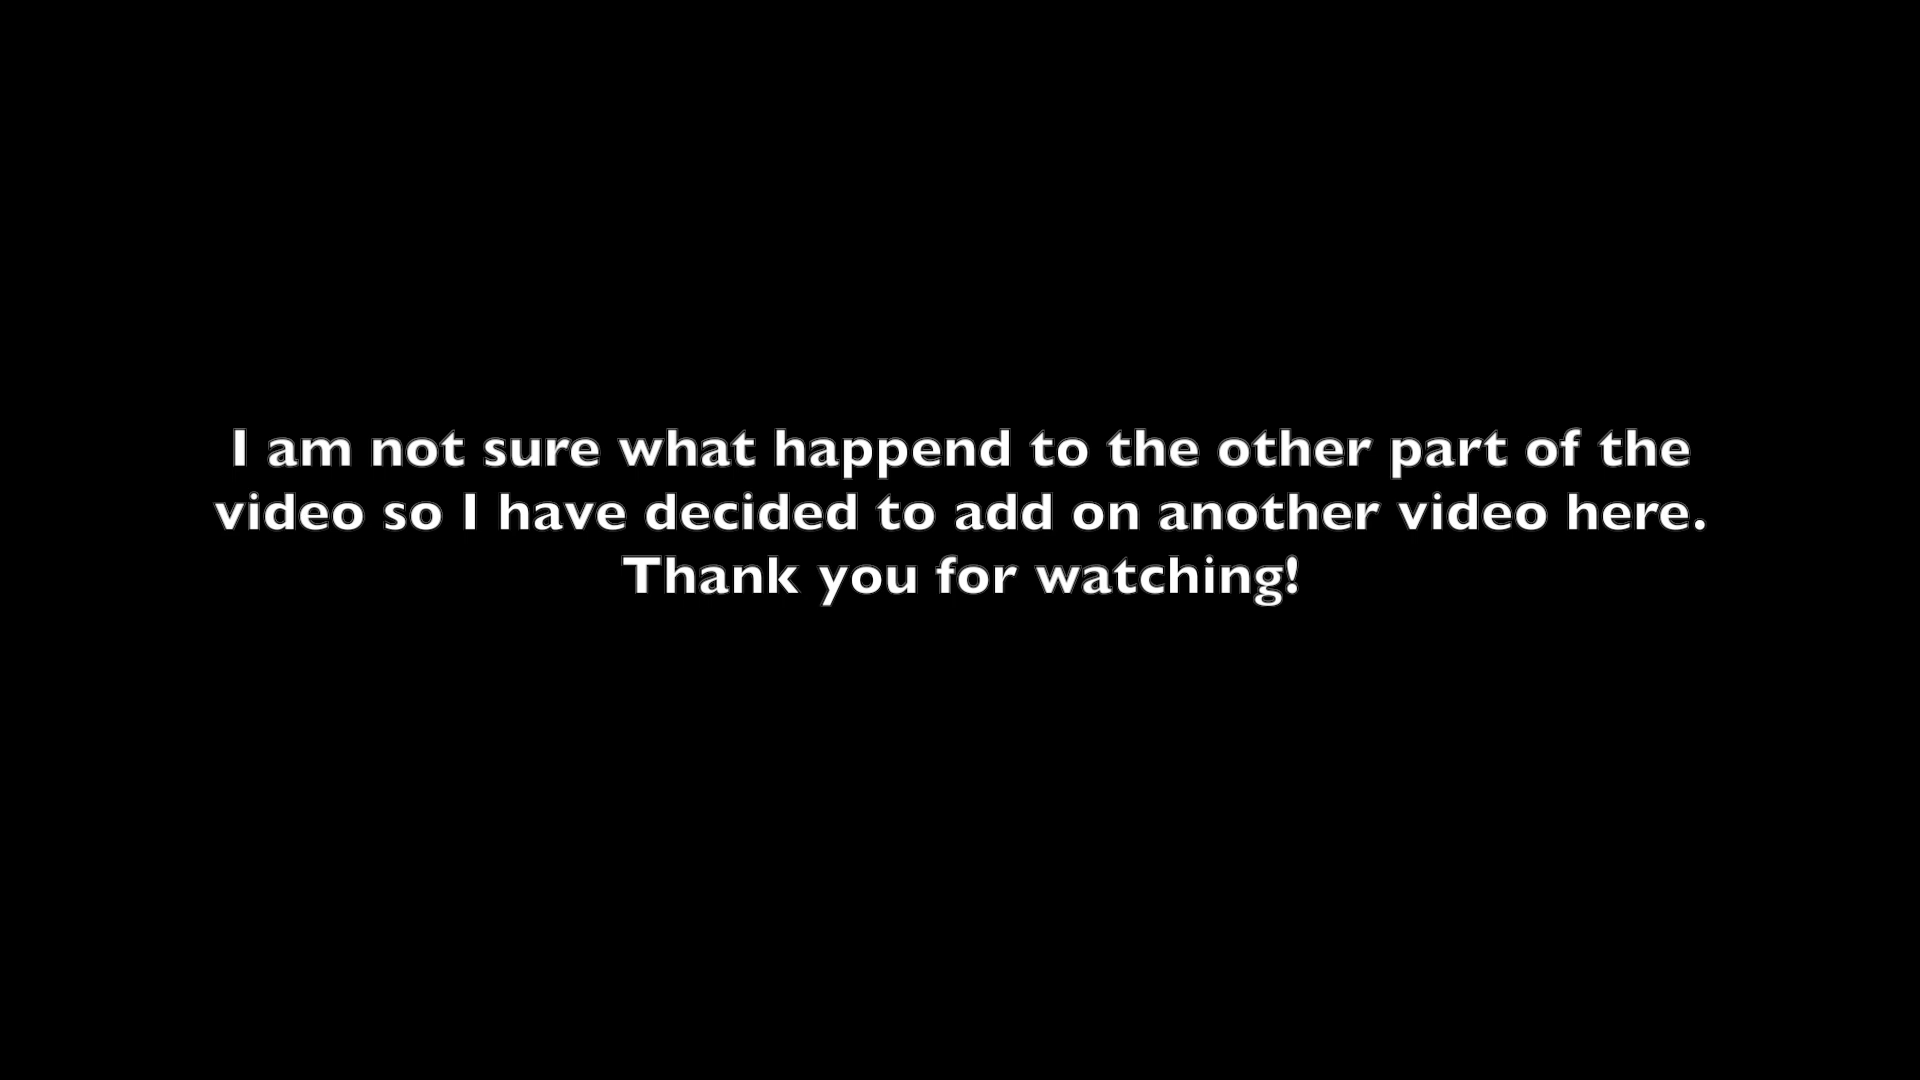 I am not sure what happend to the other part of the
video so I have decided to add on another video here.
Thank you for watching!